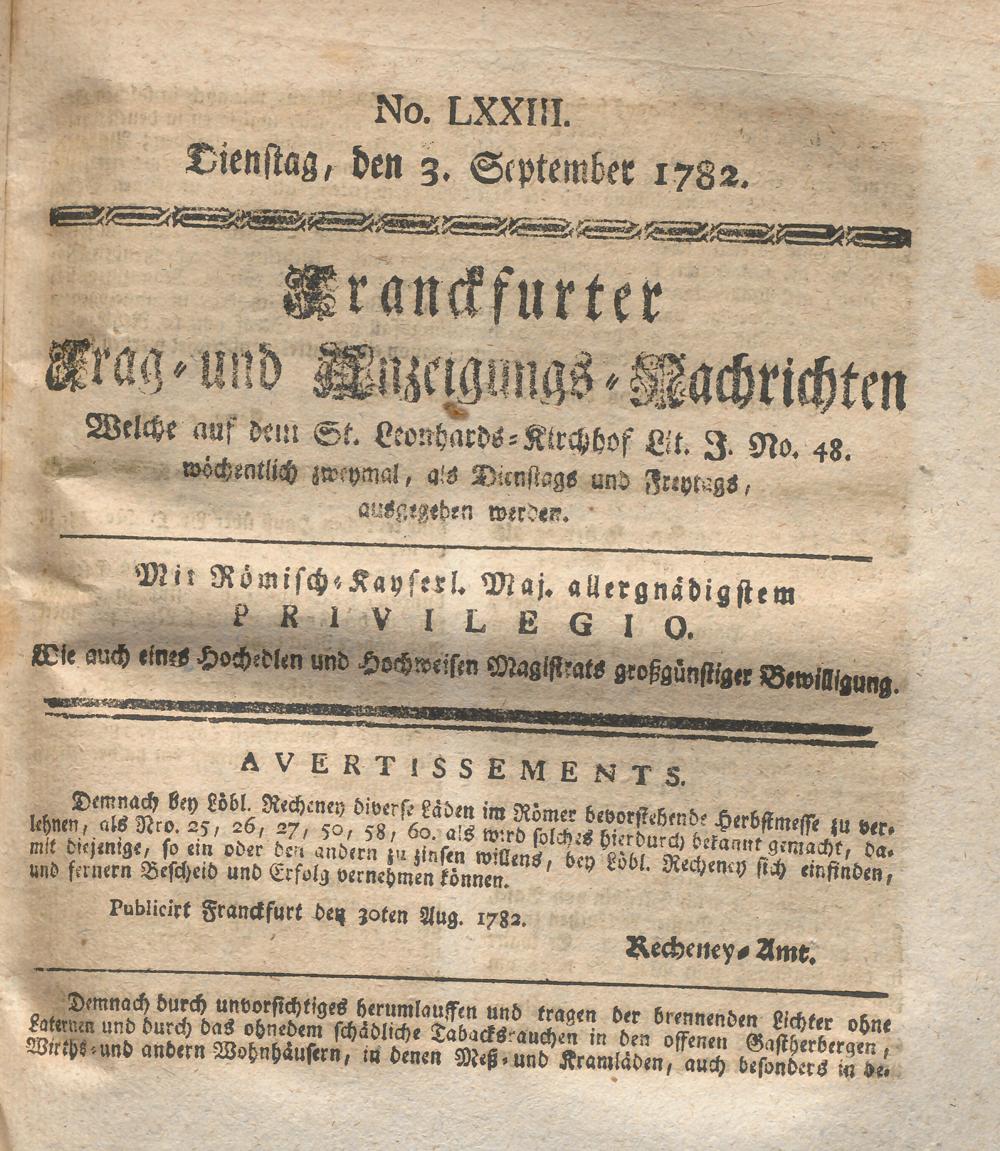 No. LXXIII.
Dienstag, den 3. September 1782.
Franckfurter
Frag- und Anzeigungs-Nachrichten
Welche auf dem St. Leonhards-Kirchhof Lit. J. No. 48.
wöchentlich zweymal, als Dienstags und Freytags,
ausgegeben werden.
Mit Römisch-Kayserl. Maj. allergnädigstem
PRIVILEGIO.
Wie auch eines Hochedlen und Hochweisen Magistrats großgünstiger Bewilligung.
AVERTISSEMENTS.
Demnach bey Löbl. Recheney diverse Läden im Römer bevorstehende Herbstmesse zu ver-
lehnen, als Nro. 25, 26, 27, 50, 58, 60. als wird solches hierdurch bekannt gemacht, da-
mit diejenige, so ein oder den andern zu zinsen willens, bey Löbl. Recheney sich einfinden,
und fernern Bescheid und Erfolg vernehmen können.
Publicirt Franckfurt den 30ten Aug. 1782.
Recheney-Amt.
Demnach durch unvorsichtiges herumlauffen und tragen der brennenden Lichter ohne
Laternen und durch das ohnedem schädliche Tabacksrauchen in den offenen Gastherbergen,
Wirths-und andern Wohnhäusern, in denen Meß-und Kramläden, auch besonders in de-